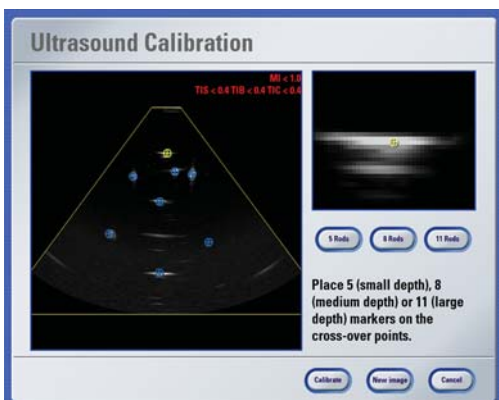 Ultrasound Calibration
MI < 1.0
TIS < 0.4 TIB < 0.4 TIC < 0.4
5 Rods
8 Rods
11 Rods
Place 5 (small depth), 8
(medium depth) or 11 (large
depth) markers on the
cross-over points.
Calibrate
New image
Cancel